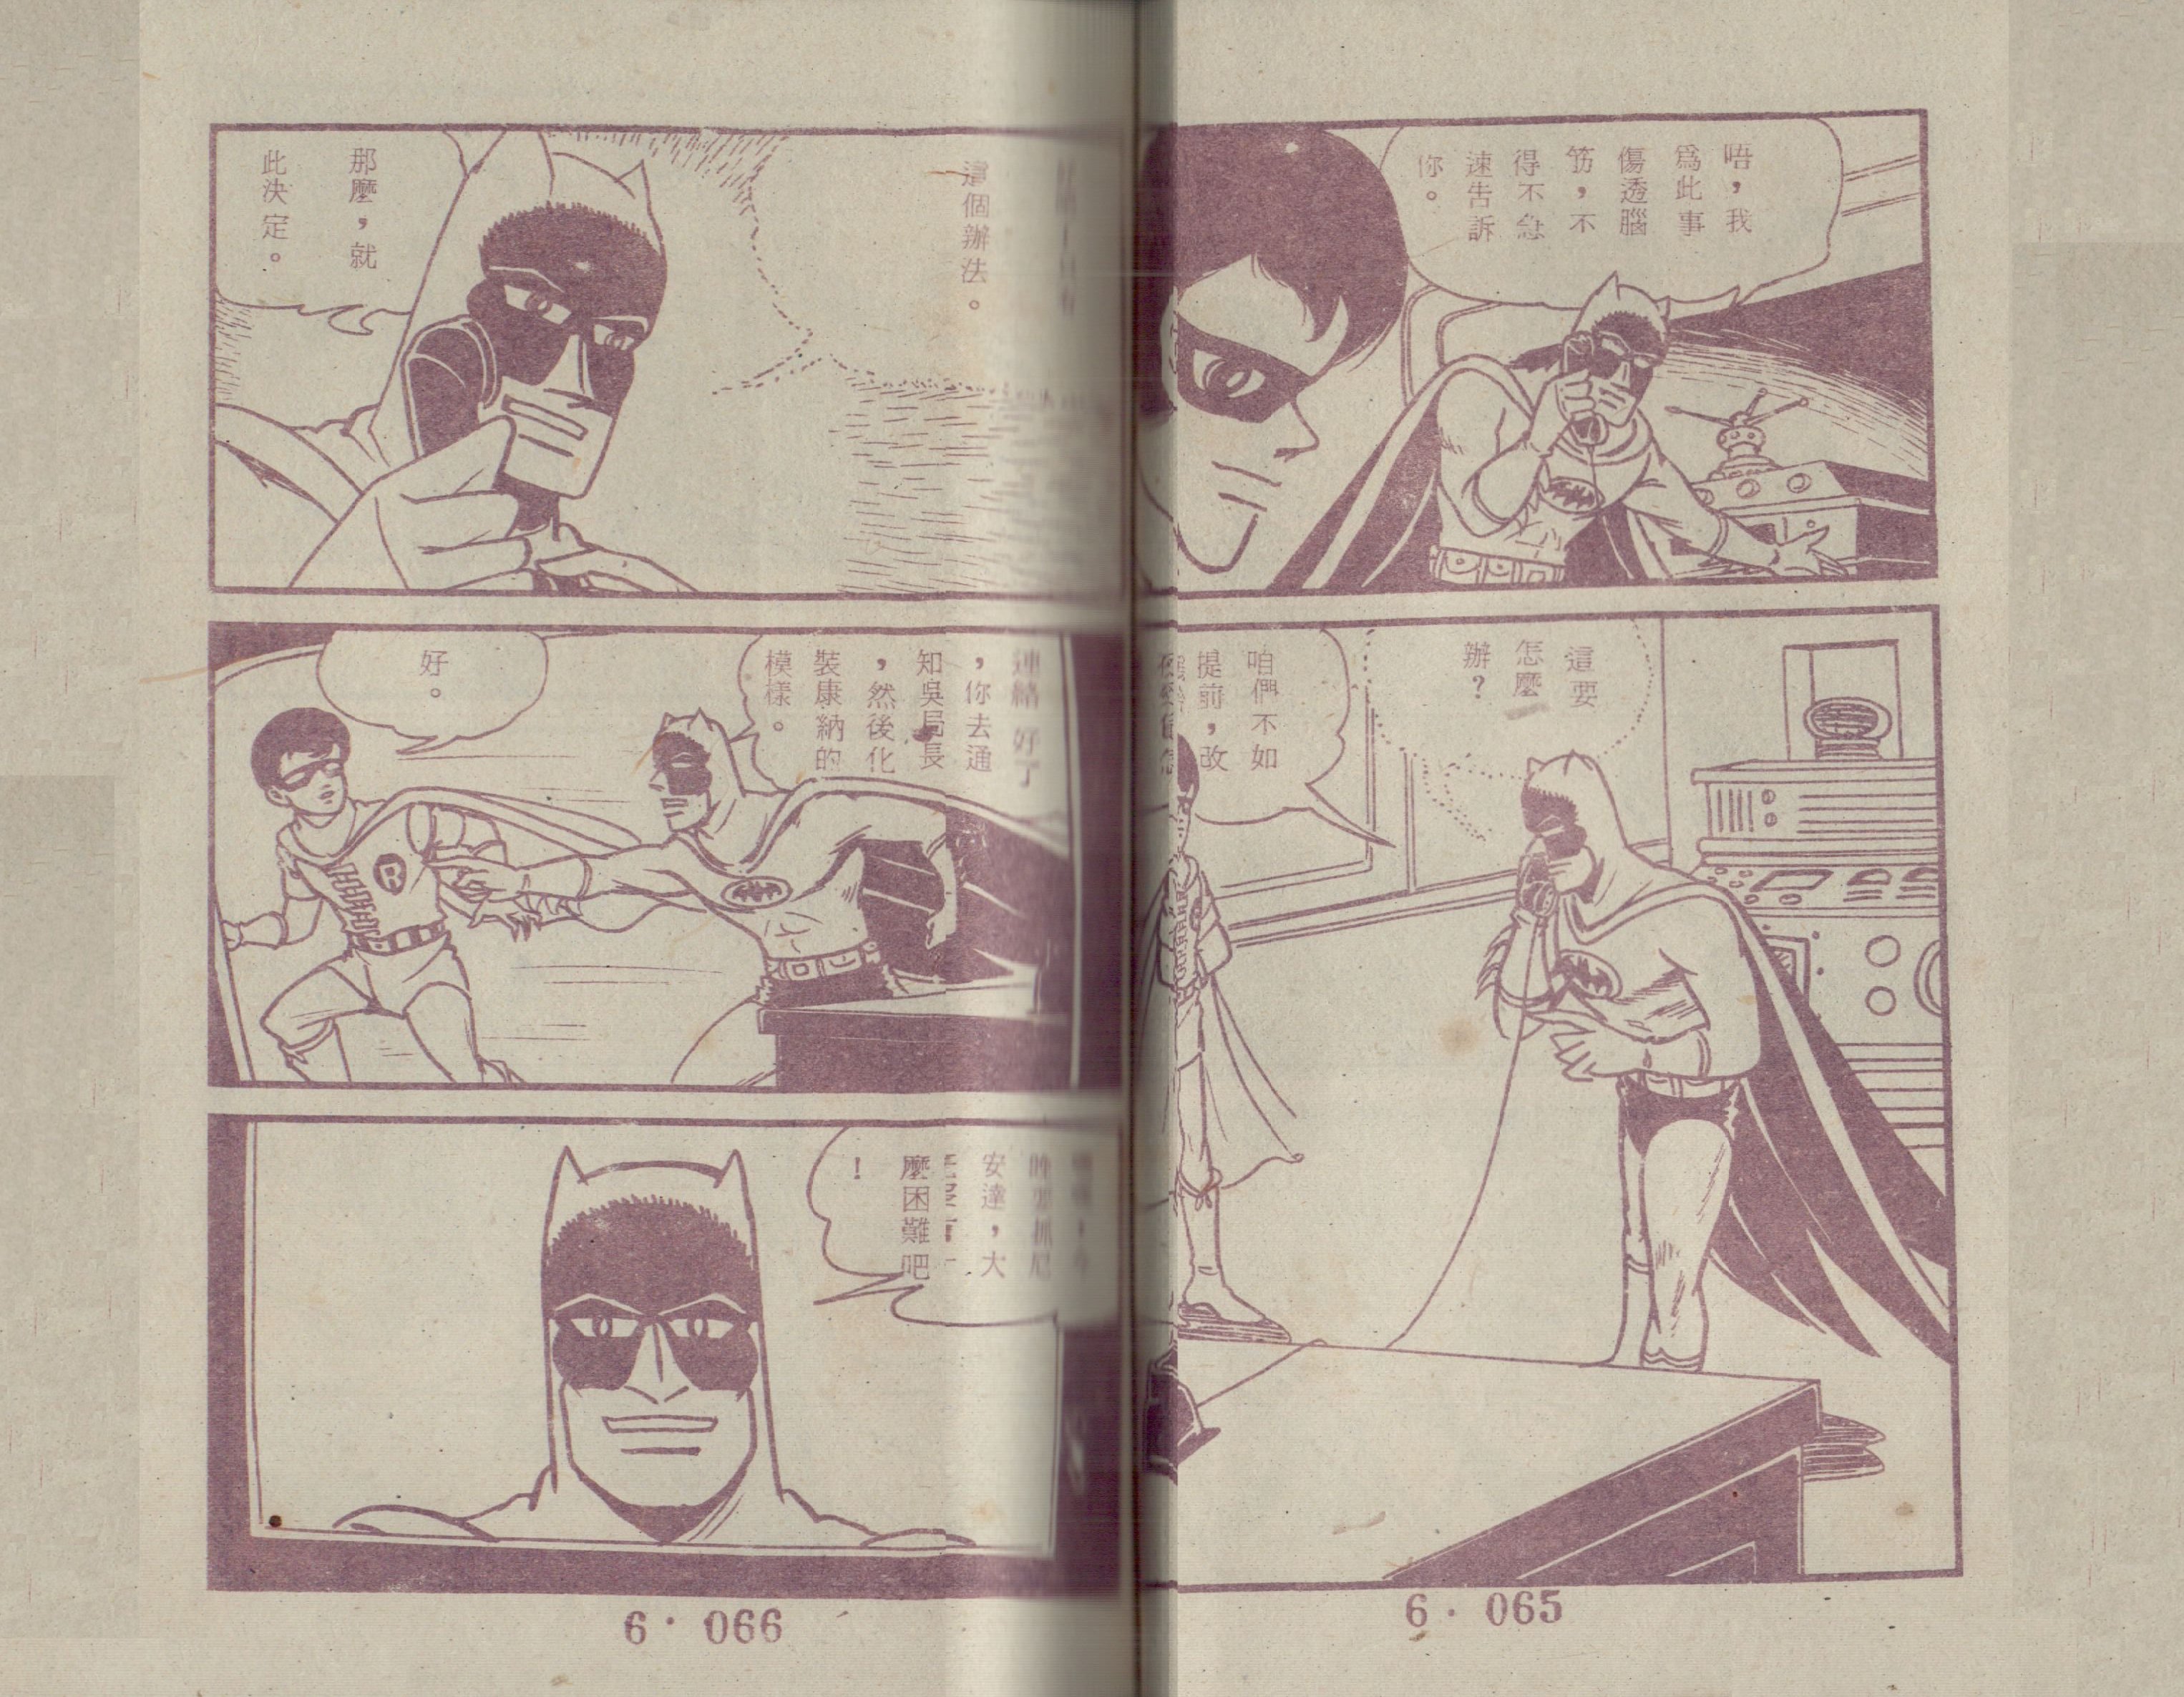 唔，我
爲此事
傷透腦
筋，不
得不急
速告訴
你。
這要
怎麼
辦？
咱們不如
提前，改
6·065
這個辦法。
那麼，就
此決定。
連絡好了
，你去通
知吳局長
，然後化
裝康納的
模樣。
好。
R
安達，大
麼困難吧
！
6·066